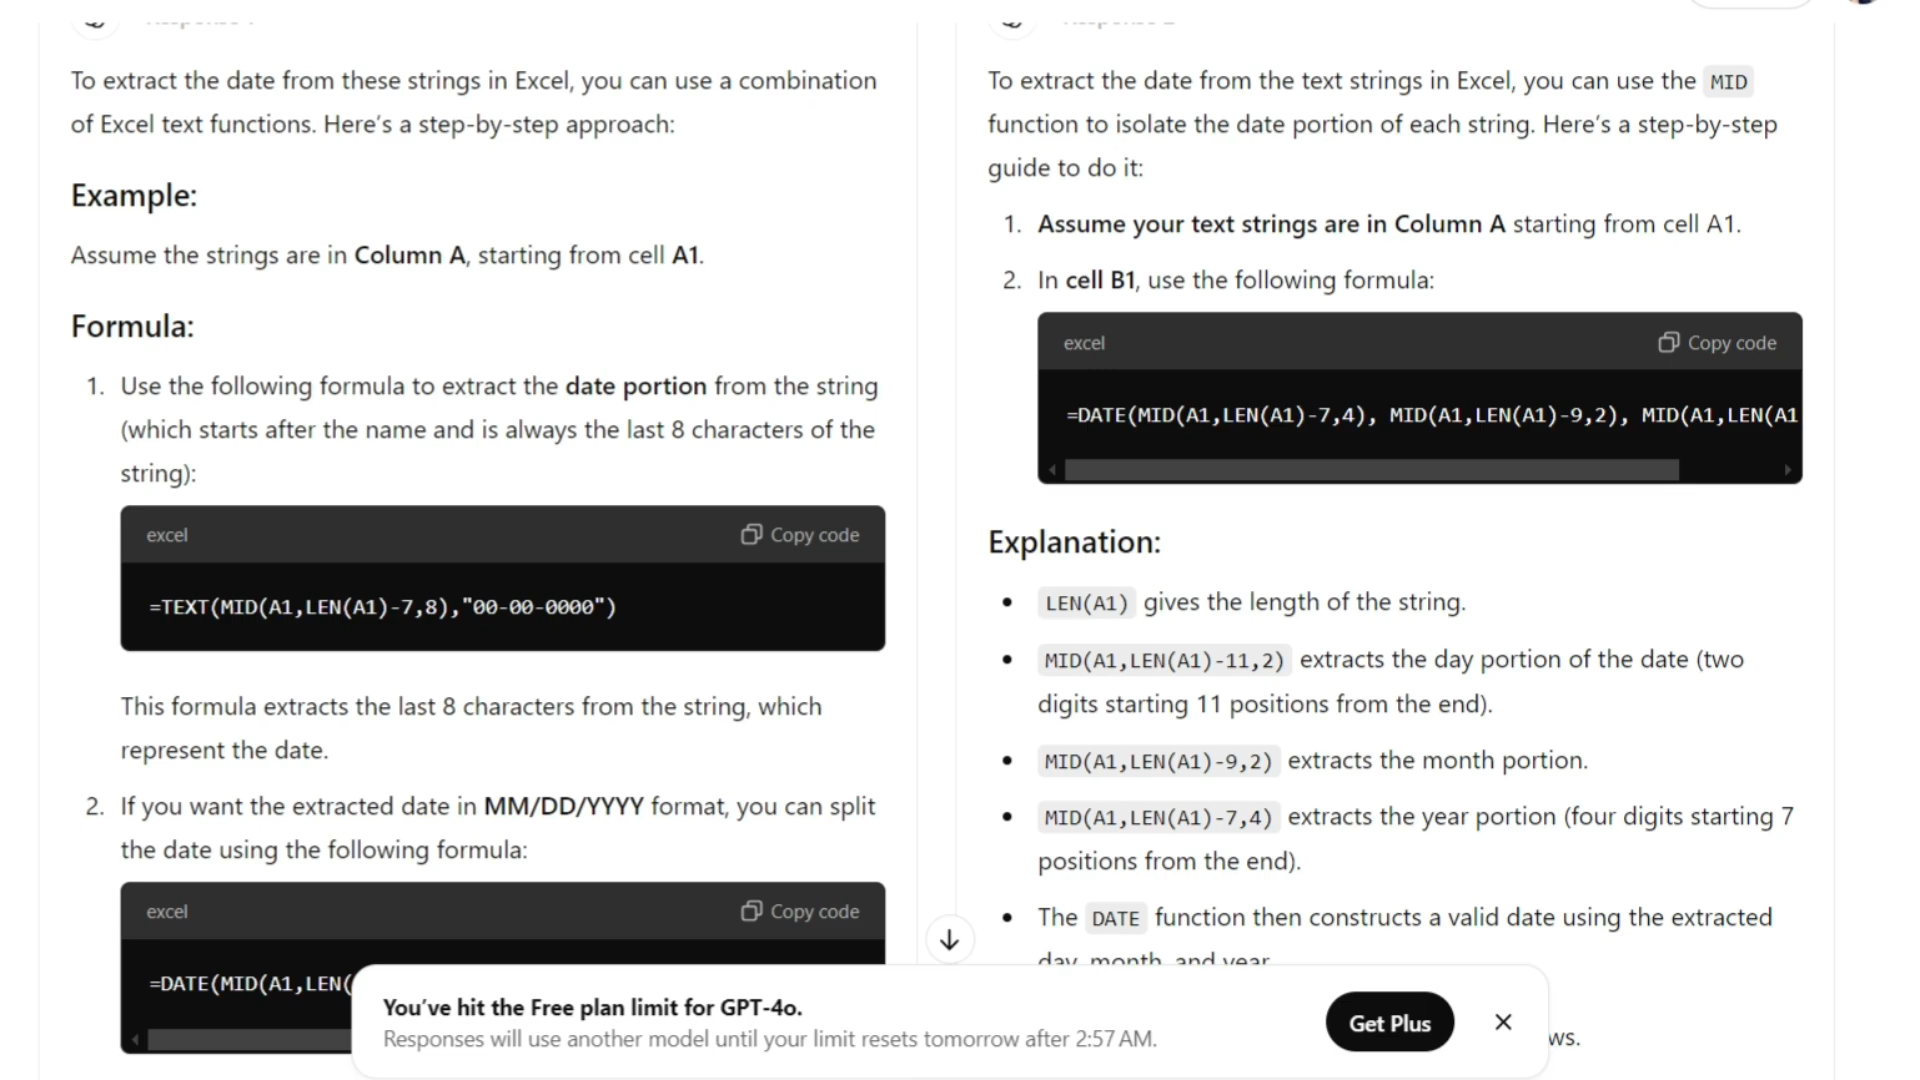 To extract the date from these strings in Excel, you can use a combination
of Excel text functions. Here's a step-by-step approach:
Example:
Assume the strings are in Column A, starting from cell A1.
Formula:
1. Use the following formula to extract the date portion from the string
(which starts after the name and is always the last 8 characters of the
string):
excel
Copy code
=TEXT(MID(A1,LEN(A1)-7,8),"00-00-0000")
This formula extracts the last 8 characters from the string, which
represent the date.
2. If you want the extracted date in MM/DD/YYYY format, you can split
the date using the following formula:
excel
Copy code
=DATE(MID(A1,LEN(
To extract the date from the text strings in Excel, you can use the MID
function to isolate the date portion of each string. Here's a step-by-step
guide to do it:
1. Assume your text strings are in Column A starting from cell A1.
2. In cell B1, use the following formula:
excel
Copy code
=DATE(MID(A1,LEN(A1)-7,4), MID(A1,LEN(A1)-9,2), MID(A1,LEN(A1
Explanation:
• LEN(A1) gives the length of the string.
• MID(A1,LEN(A1)-11,2) extracts the day portion of the date (two
digits starting 11 positions from the end).
• MID(A1,LEN(A1)-9,2) extracts the month portion.
• MID(A1,LEN(A1)-7,4) extracts the year portion (four digits starting 7
positions from the end).
• The DATE function then constructs a valid date using the extracted
day, month, and year
ws.
You've hit the Free plan limit for GPT-4o.
Responses will use another model until your limit resets tomorrow after 2:57 AM.
Get Plus